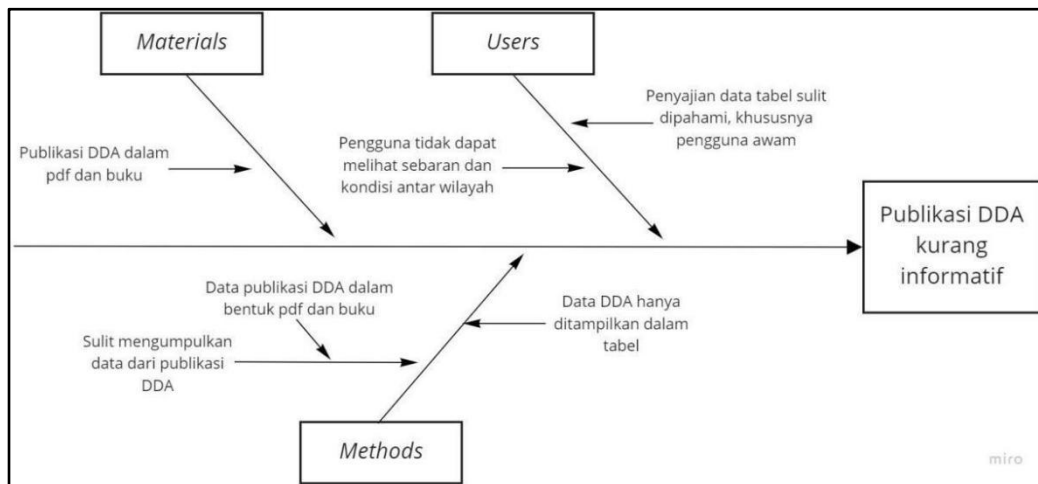 Materials
Users
Penyajian data tabel sulit
dipahami, khususnya
pengguna awam
Pengguna tidak dapat
melihat sebaran dan
kondisi antar wilayah
Publikasi DDA dalam
pdf dan buku
Publikasi DDA
kurang
informatif
Data publikasi DDA dalam
bentuk pdf dan buku
Data DDA hanya
ditampilkan dalam
tabel
Sulit mengumpulkan
data dari publikasi
DDA
Methods
miro